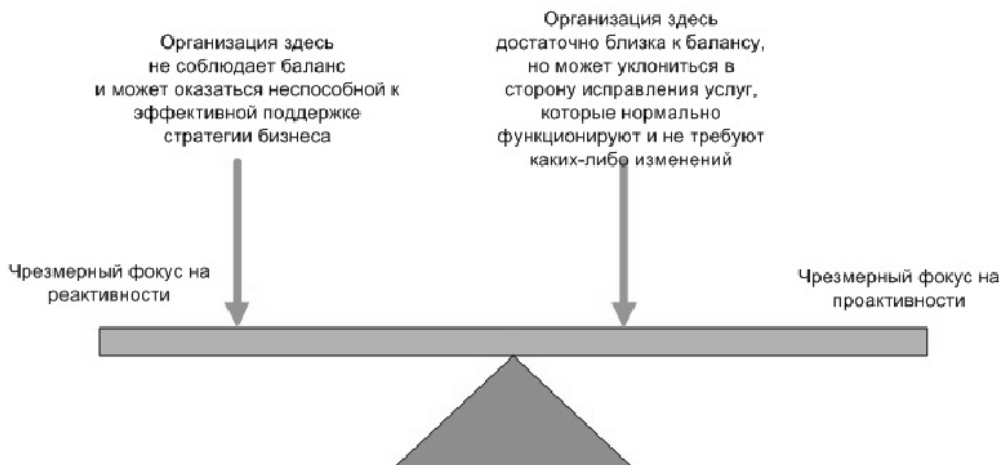 Организация здесь
не соблюдает баланс
и может оказаться неспособной к
эффективной поддержке
стратегии бизнеса
Организация здесь
достаточно близка к балансу,
но может уклониться в
сторону исправления услуг,
которые нормально
функционируют и не требуют
каких-либо изменений
Чрезмерный фокус на
реактивности
Чрезмерный фокус на
проактивности